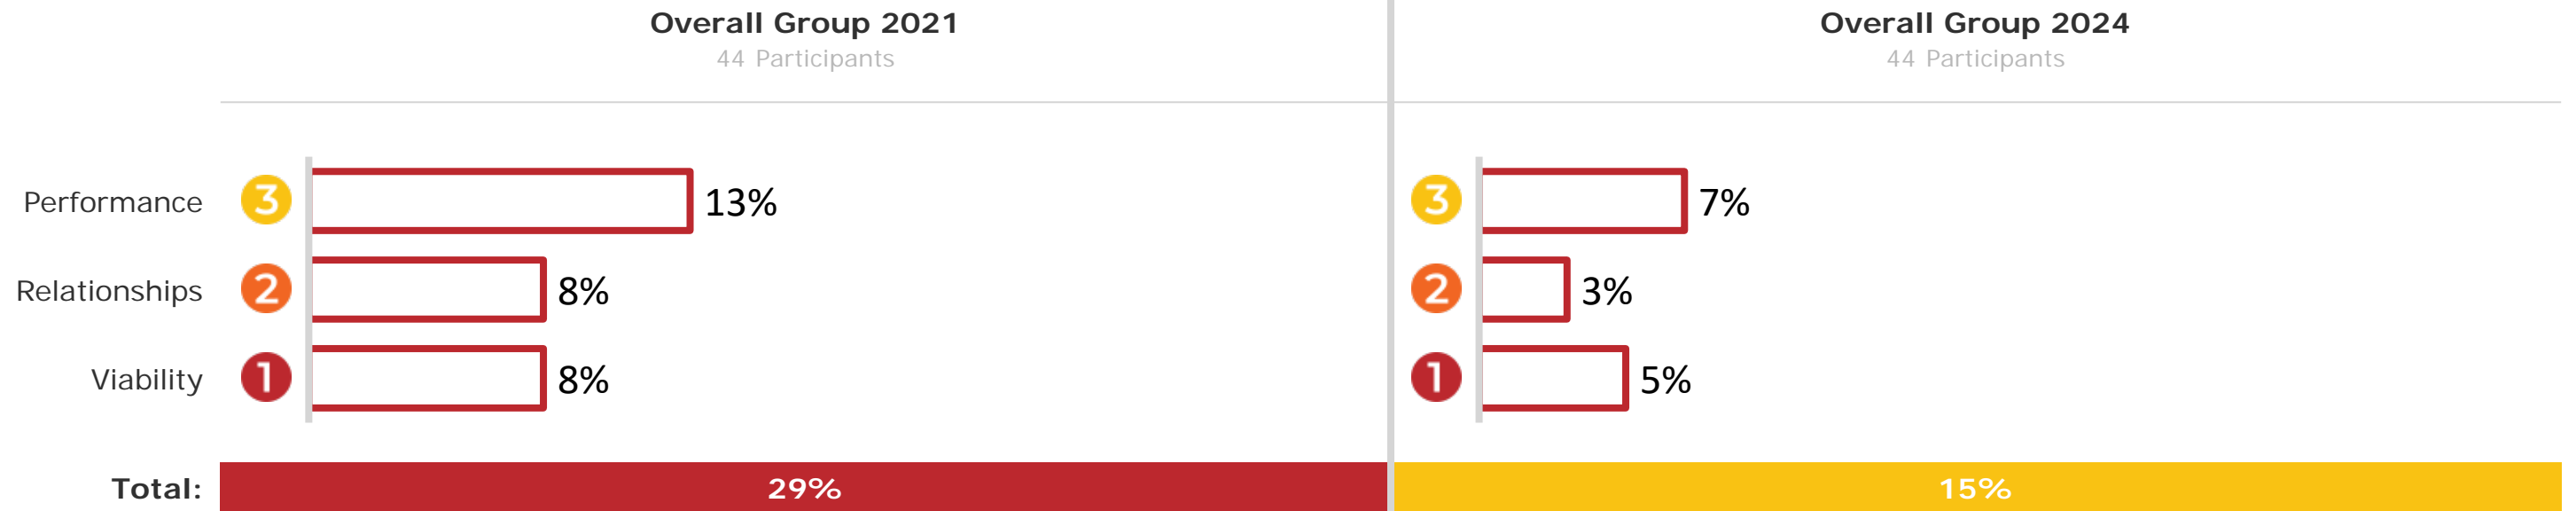 Overall Group 2021
44 Participants
Overall Group 2024
44 Participants
Performance 3 13% 3 7%
Relationships 2 8% 2 3%
Viability 1 8% 1 5%
Total: 29% 15%